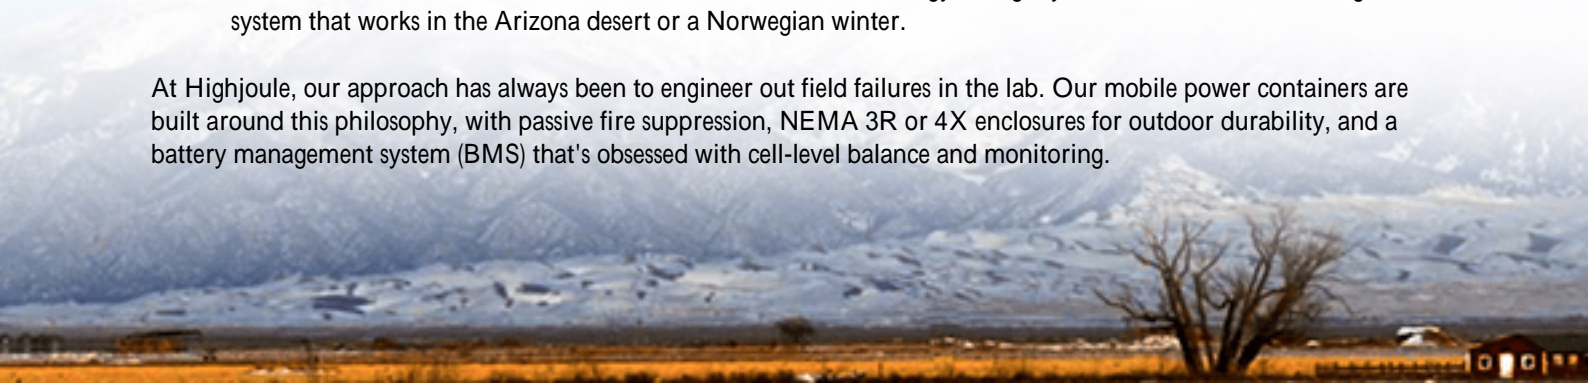 system that works in the Arizona desert or a Norwegian winter.
At Highjoule, our approach has always been to engineer out field failures in the lab. Our mobile power containers are
built around this philosophy, with passive fire suppression, NEMA 3R or 4X enclosures for outdoor durability, and a
battery management system (BMS) that's obsessed with cell-level balance and monitoring.